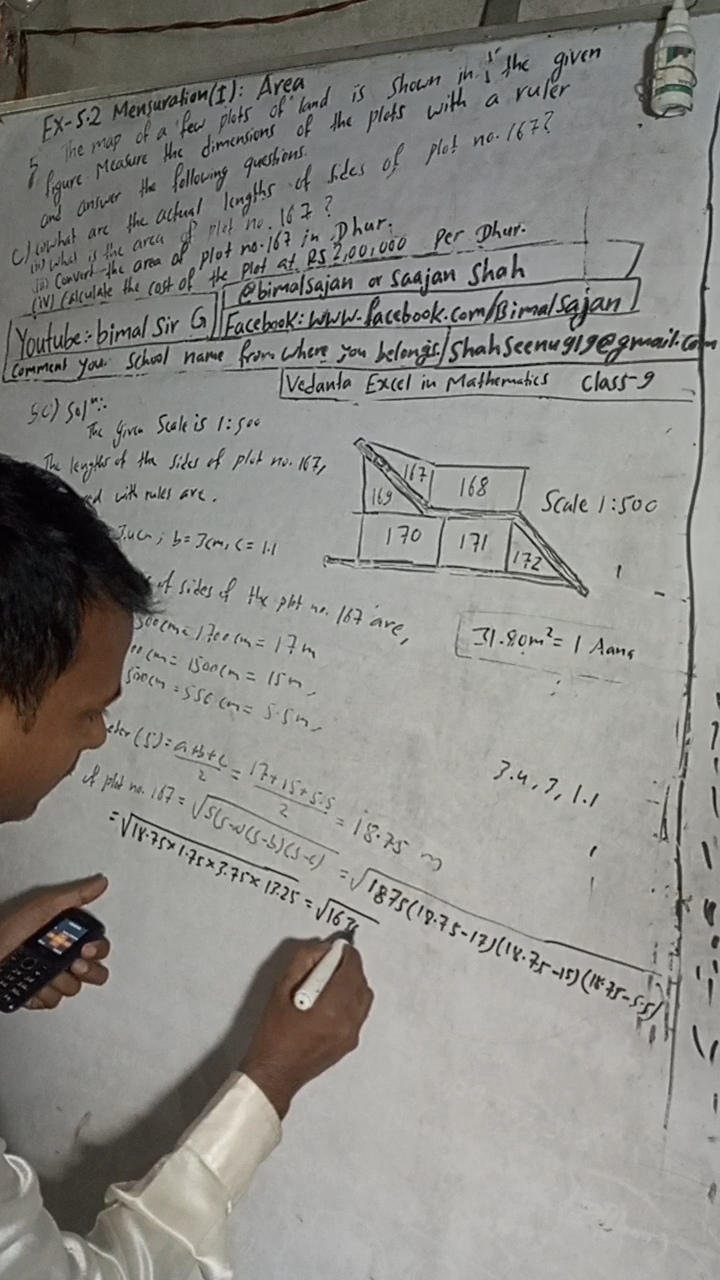 EX-5.2 Mensuration(I): Area
5. The map of a few plots of land is shown in the given
figure. Measure the dimensions of the plots with a ruler
and answer the following questions.
c) (i) What are the actual lengths of sides of plot no. 167?
(ii) What is the area of plot no. 167?
(iii) Convert the area of plot no. 167 in Dhur.
(iv) Calculate the cost of the plot at RS 2,00,000 per Dhur.
@bimalsajan or Saajan Shah
Youtube:- bimal Sir G
Facebook: www.facebook.com/Bimalsajan
Comment your School name from where you belongs/
Shahseenu919@gmail.com
Vedanta Excel in Mathematics Class-9
5c) Solⁿ:
The given Scale is 1:500
The lengths of the sides of plot no. 167,
with rules are.
3.4cm; b = 3cm, c = 1.1
of sides of the plot no. 167 are,
500cm = 1700cm = 17m
cm = 1500cm = 15m,
500cm = 550cm = 5.5m,
(S) = a+b+c/2 = 17+15+5.5/2 = 18.75 m
of plot no. 167 = √S(S-a)(S-b)(S-c) = √18.75(18.75-17)(18.75-15)(18.75-5.5)
= √18.75×1.75×3.75×13.25 = √163
167
168
169
170
171
172
Scale 1:500
31.80m² = 1 Aana
3.4, 3, 1.1